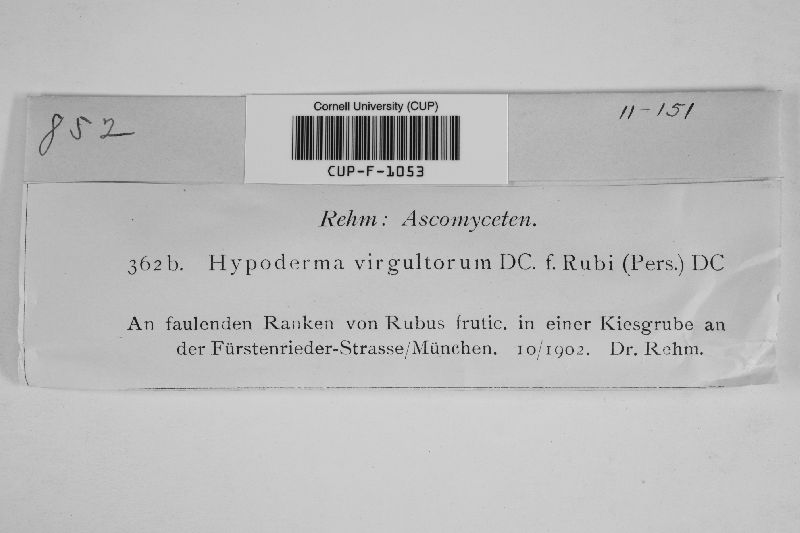 852
Cornell University (CUP)
11-151
CUP-F-1053
Rehm: Ascomyceten.
362b. Hypoderma virgultorum DC. f. Rubi (Pers.) DC
An faulenden Ranken von Rubus frutic. in einer Kiesgrube an
der Fürstenrieder-Strasse/München. 10/1902. Dr. Rehm.